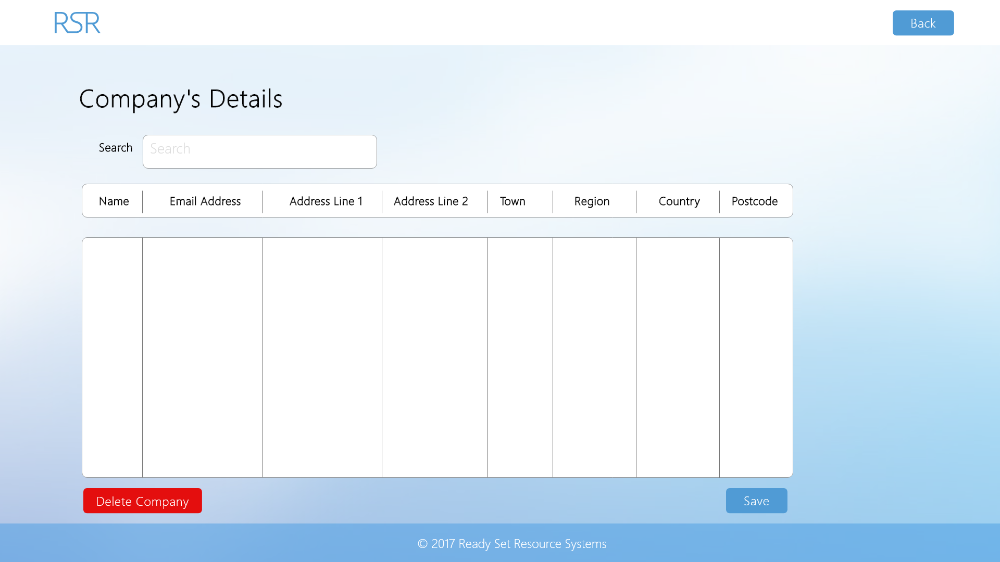 RSR
Back
Company's Details
Search Search
Name Email Address Address Line 1 Address Line 2 Town Region Country Postcode
Delete Company
Save
© 2017 Ready Set Resource Systems